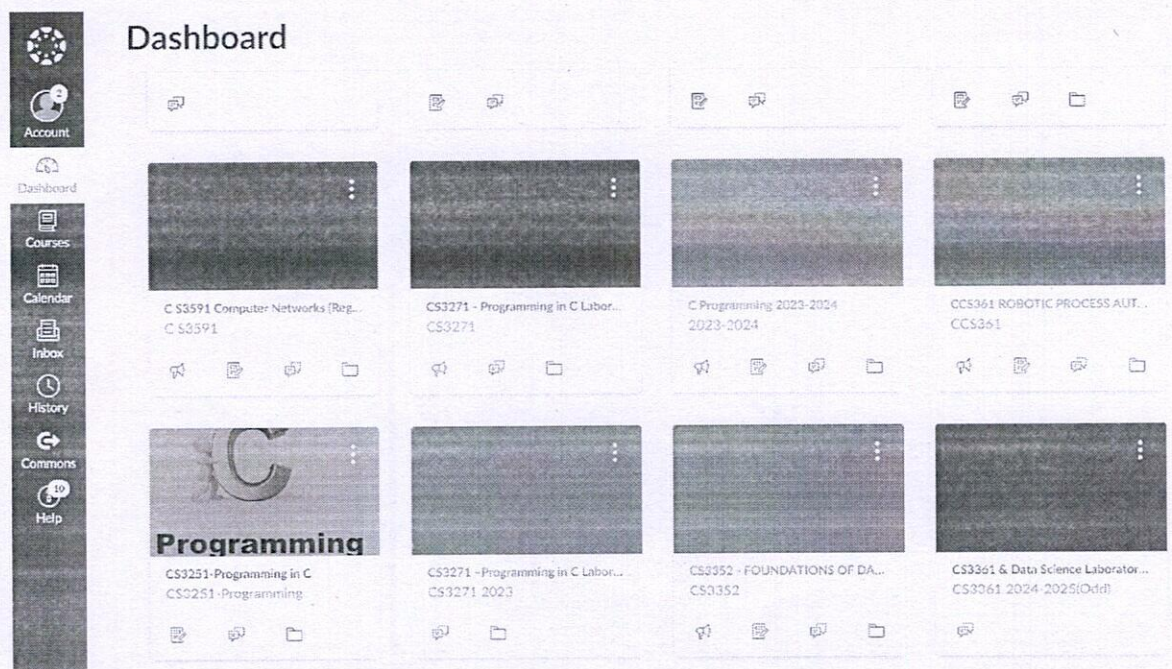 Dashboard
2
Account
Dashboard
Courses
Calendar
Inbox
History
Commons
10
Help
C S3591 Computer Networks (Reg...
C S3591
CS3271 - Programming in C Labor...
CS3271
C Programming 2023-2024
2023-2024
CCS361 ROBOTIC PROCESS AUT...
CCS361
C
Programming
CS3251-Programming in C
CS3251-Programming
CS3271 -Programming in C Labor...
CS3271 2023
CS3352 - FOUNDATIONS OF DA...
CS3352
CS3361 & Data Science Laborator...
CS3361 2024-2025(Odd)